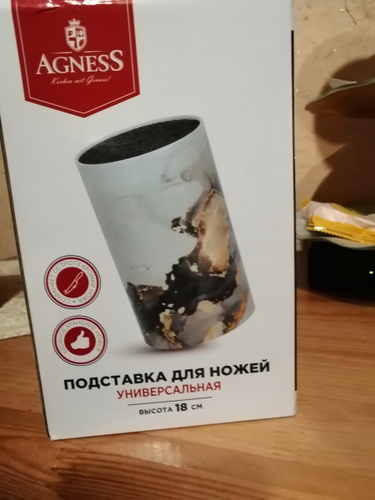 AGNESS
Kochen mit Genuss!
ПОДСТАВКА ДЛЯ НОЖЕЙ
УНИВЕРСАЛЬНАЯ
ВЫСОТА 18 СМ